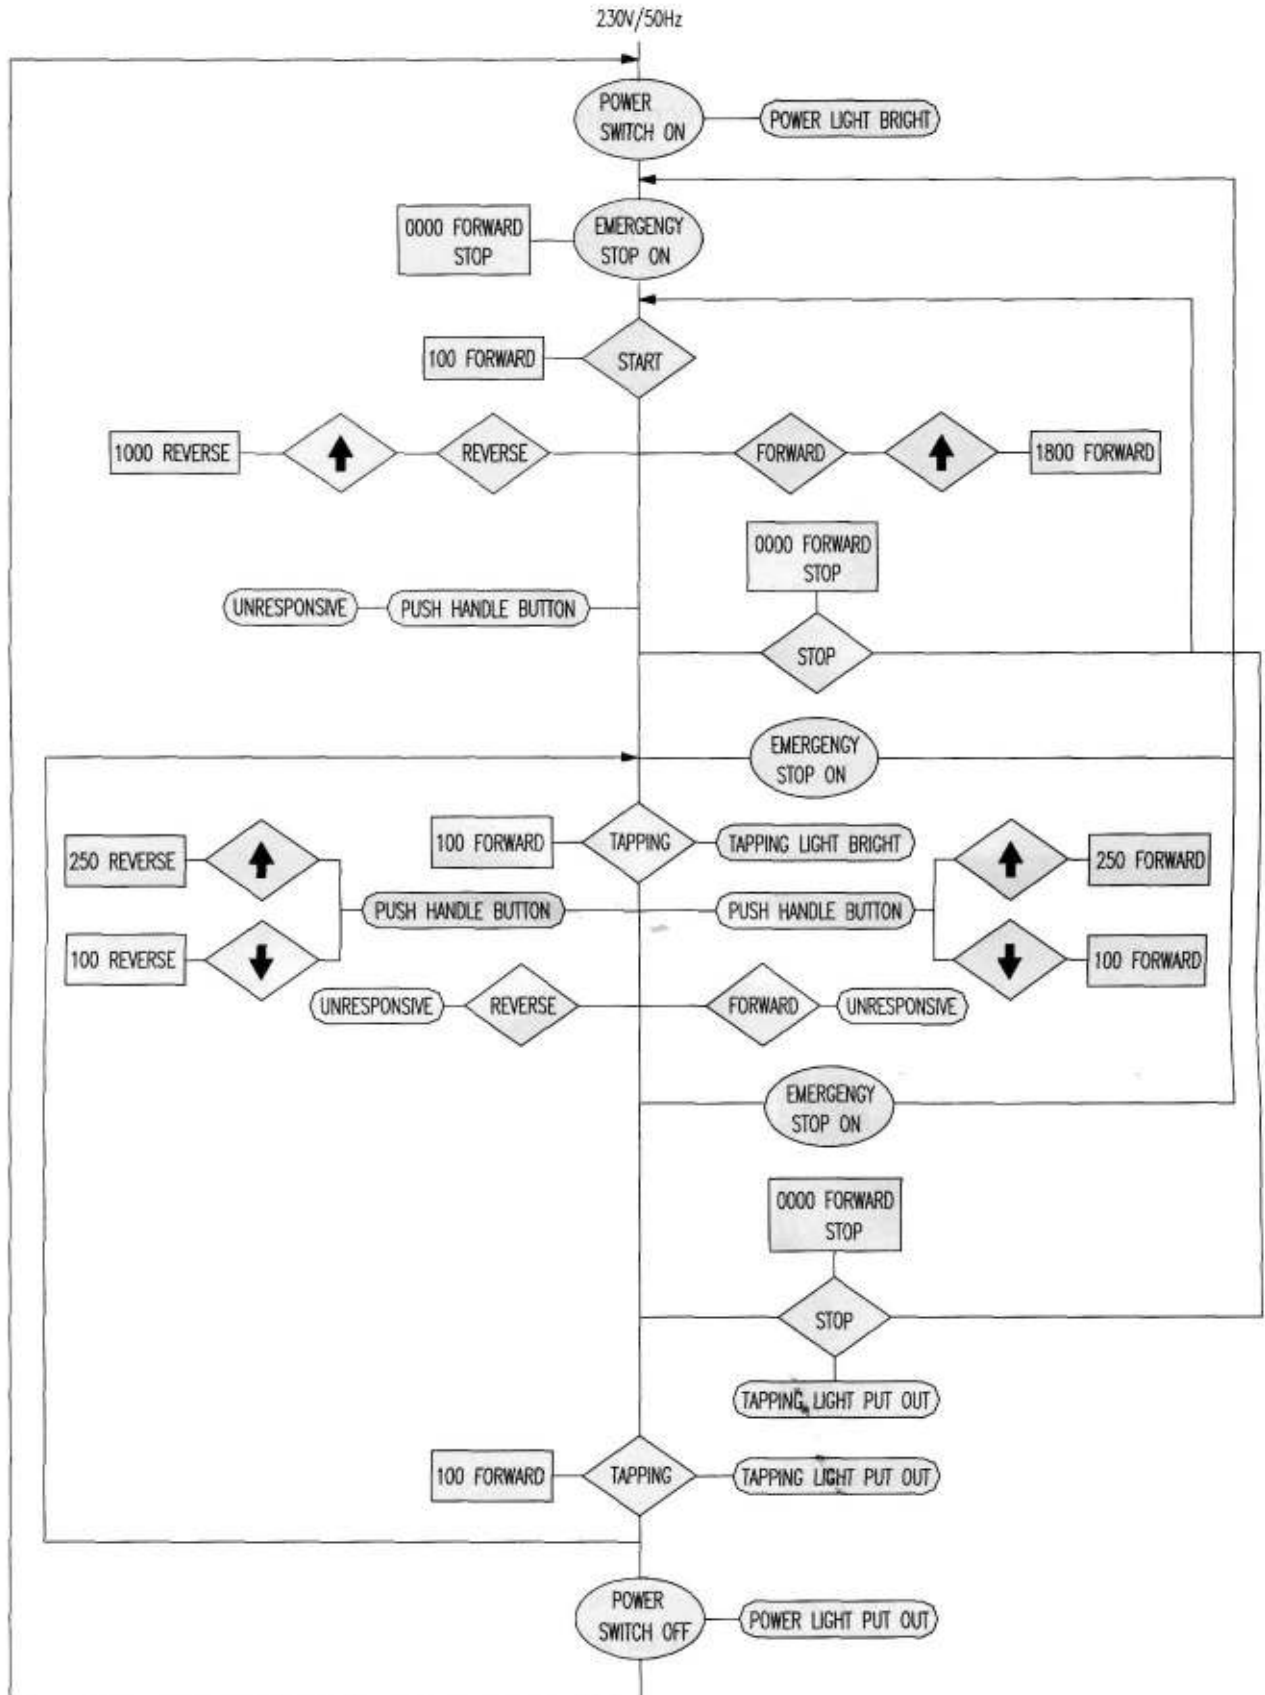 230V/50Hz
POWER
SWITCH ON
POWER LIGHT BRIGHT
0000 FORWARD
STOP
EMERGENGY
STOP ON
100 FORWARD
START
1000 REVERSE
REVERSE
FORWARD
1800 FORWARD
0000 FORWARD
STOP
UNRESPONSIVE
PUSH HANDLE BUTTON
STOP
EMERGENCY
STOP ON
100 FORWARD
TAPPING
TAPPING LIGHT BRIGHT
250 REVERSE
250 FORWARD
PUSH HANDLE BUTTON
PUSH HANDLE BUTTON
100 REVERSE
100 FORWARD
UNRESPONSIVE
REVERSE
FORWARD
UNRESPONSIVE
EMERGENCY
STOP ON
0000 FORWARD
STOP
STOP
TAPPING LIGHT PUT OUT
100 FORWARD
TAPPING
TAPPING LIGHT PUT OUT
POWER
SWITCH OFF
POWER LIGHT PUT OUT